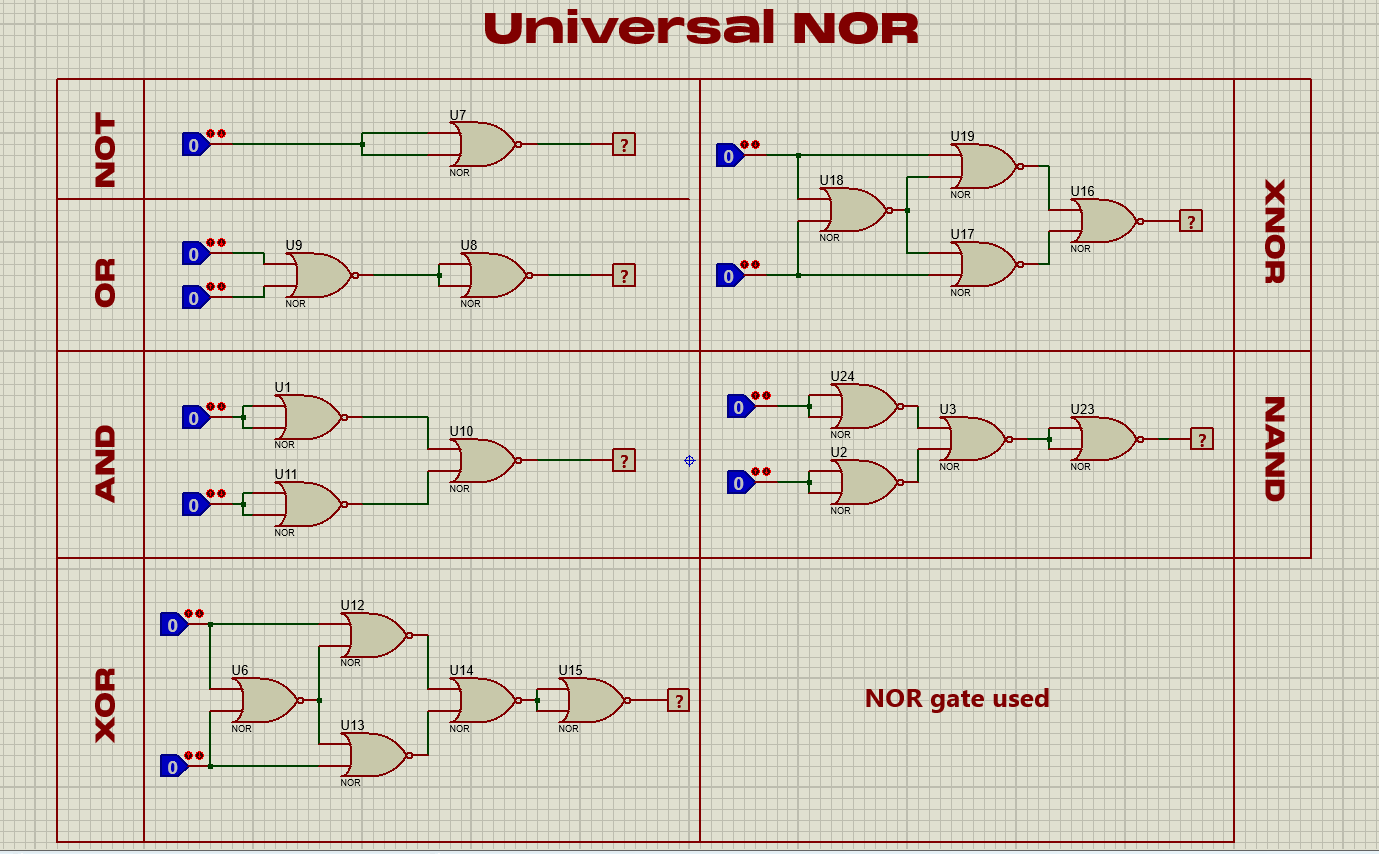 Universal NOR
NOT
0
U7
NOR
?
OR
0
0
U9
NOR
U8
NOR
?
AND
0
0
U1
NOR
U11
NOR
U10
NOR
?
XOR
0
0
U6
NOR
U12
NOR
U13
NOR
U14
NOR
U15
NOR
?
XNOR
0
0
U18
NOR
U19
NOR
U17
NOR
U16
NOR
?
NAND
0
0
U24
NOR
U2
NOR
U3
NOR
U23
NOR
?
NOR gate used